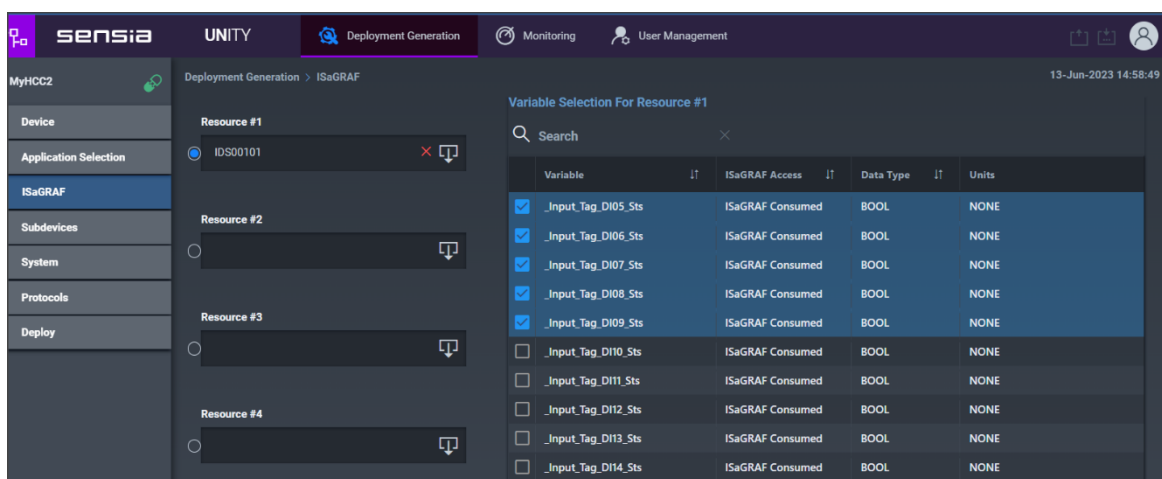 sensia UNITY Deployment Generation Monitoring User Management
MyHCC2
Deployment Generation > ISaGRAF
13-Jun-2023 14:58:49
Device
Application Selection
ISaGRAF
Subdevices
System
Protocols
Deploy
Resource #1
IDS00101
Resource #2
Resource #3
Resource #4
Variable Selection For Resource #1
Search
Variable ISaGRAF Access Data Type Units
_Input_Tag_DI05_Sts ISaGRAF Consumed BOOL NONE
_Input_Tag_DI06_Sts ISaGRAF Consumed BOOL NONE
_Input_Tag_DI07_Sts ISaGRAF Consumed BOOL NONE
_Input_Tag_DI08_Sts ISaGRAF Consumed BOOL NONE
_Input_Tag_DI09_Sts ISaGRAF Consumed BOOL NONE
_Input_Tag_DI10_Sts ISaGRAF Consumed BOOL NONE
_Input_Tag_DI11_Sts ISaGRAF Consumed BOOL NONE
_Input_Tag_DI12_Sts ISaGRAF Consumed BOOL NONE
_Input_Tag_DI13_Sts ISaGRAF Consumed BOOL NONE
_Input_Tag_DI14_Sts ISaGRAF Consumed BOOL NONE